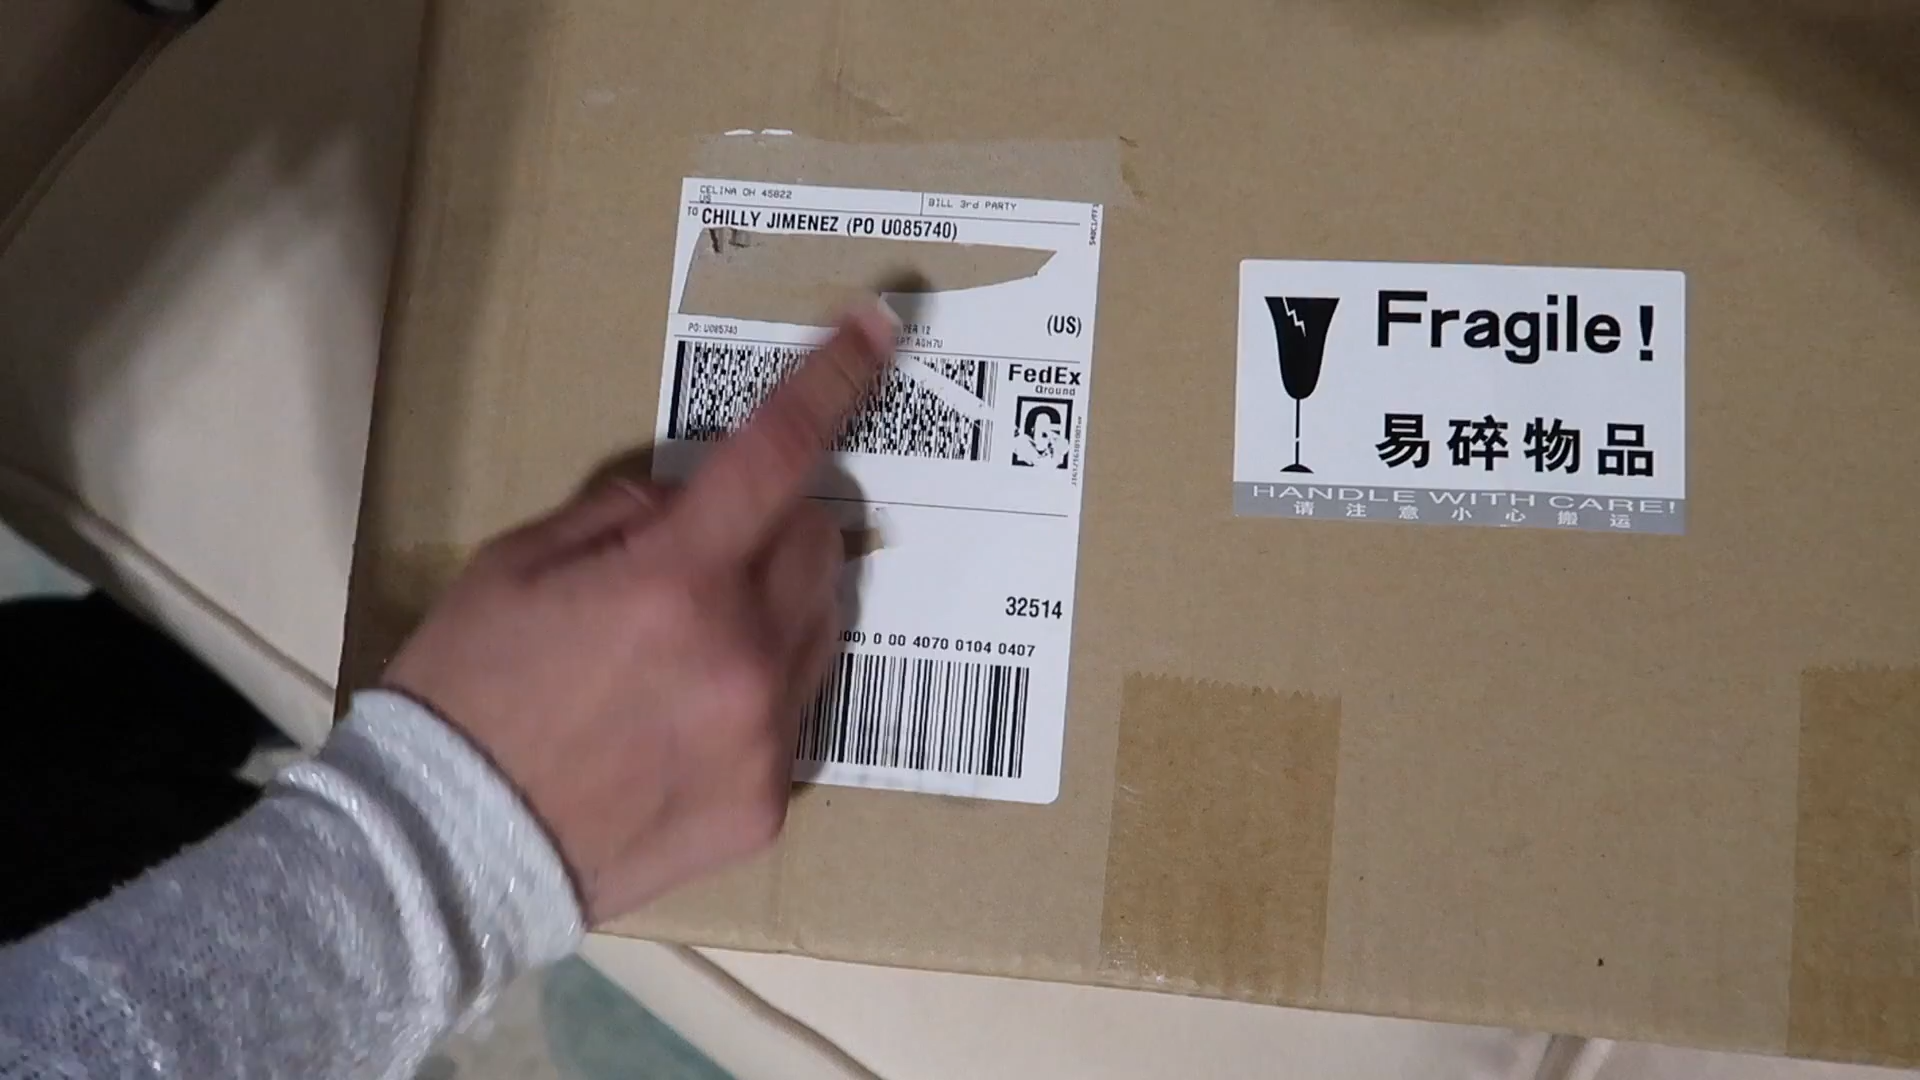 CELINA OH 45822
US
BILL 3rd PARTY
TO CHILLY JIMENEZ (PO U085740)
(US)
PO: U085740
FedEx
Ground
G
32514
0 00 4070 0104 0407
Fragile!
易碎物品
HANDLE WITH CARE!
请注意小心搬运